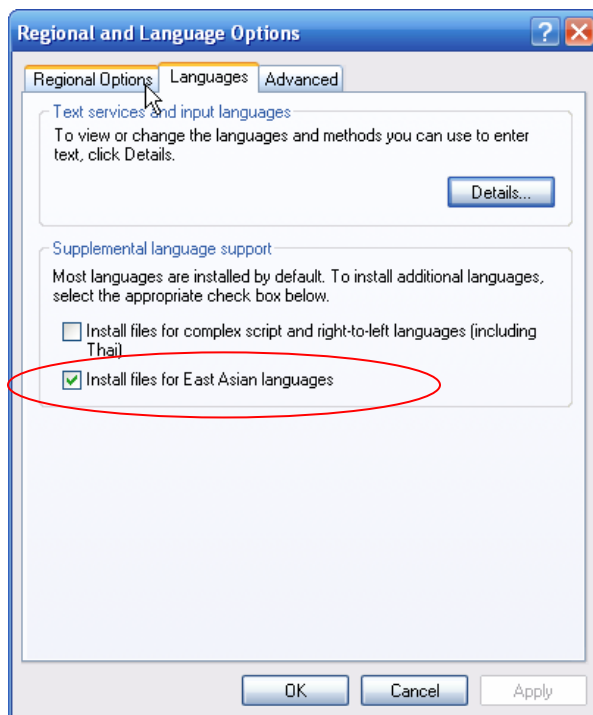 Regional and Language Options
Regional Options Languages Advanced
Text services and input languages
To view or change the languages and methods you can use to enter
text, click Details.
Details...
Supplemental language support
Most languages are installed by default. To install additional languages,
select the appropriate check box below.
Install files for complex script and right-to-left languages (including
Thai)
Install files for East Asian languages
OK Cancel Apply